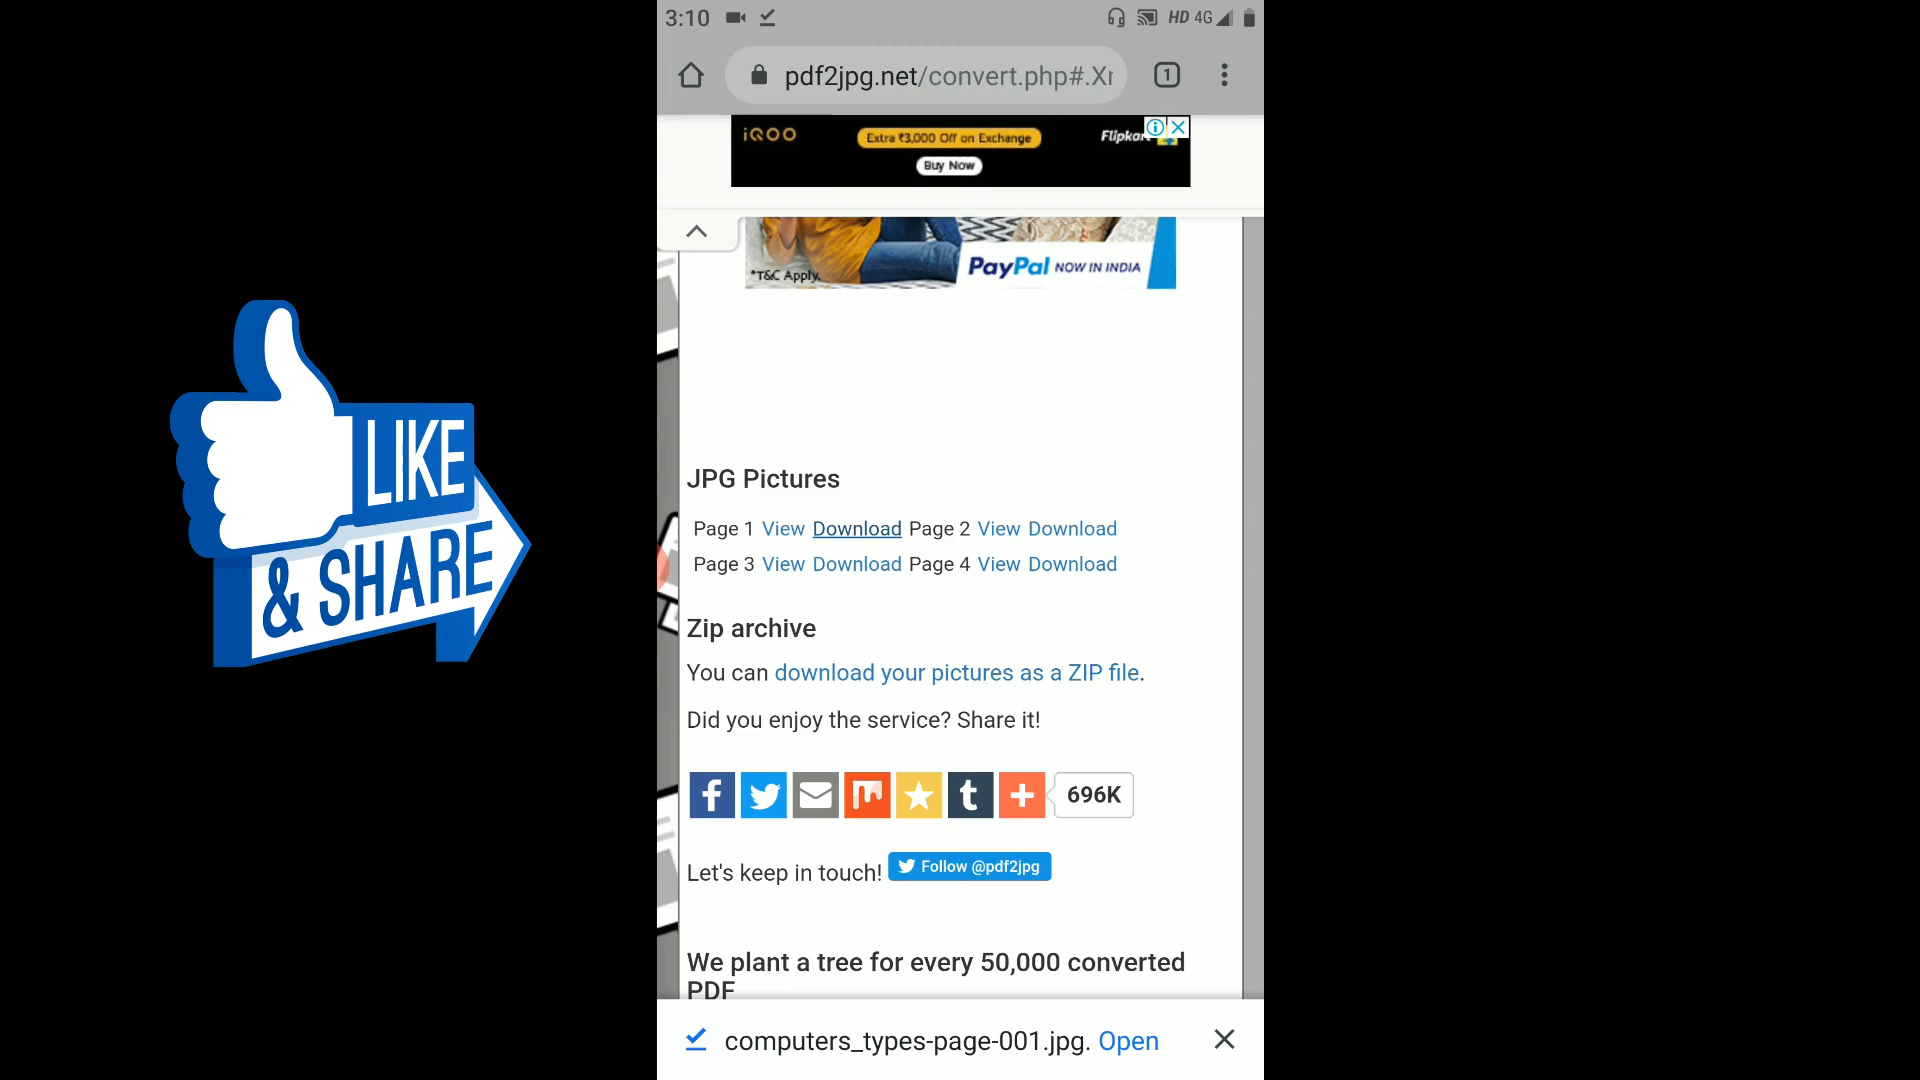 3:10
HD 4G
pdf2jpg.net/convert.php#.Xr
1
iQOO
Extra ₹3,000 Off on Exchange
Buy Now
Flipkar
*T&C Apply.
PayPal NOW IN INDIA
JPG Pictures
Page 1 View Download Page 2 View Download
Page 3 View Download Page 4 View Download
Zip archive
You can download your pictures as a ZIP file.
Did you enjoy the service? Share it!
696K
Let's keep in touch! Follow @pdf2jpg
We plant a tree for every 50,000 converted
PDF
computers_types-page-001.jpg. Open
LIKE
& SHARE